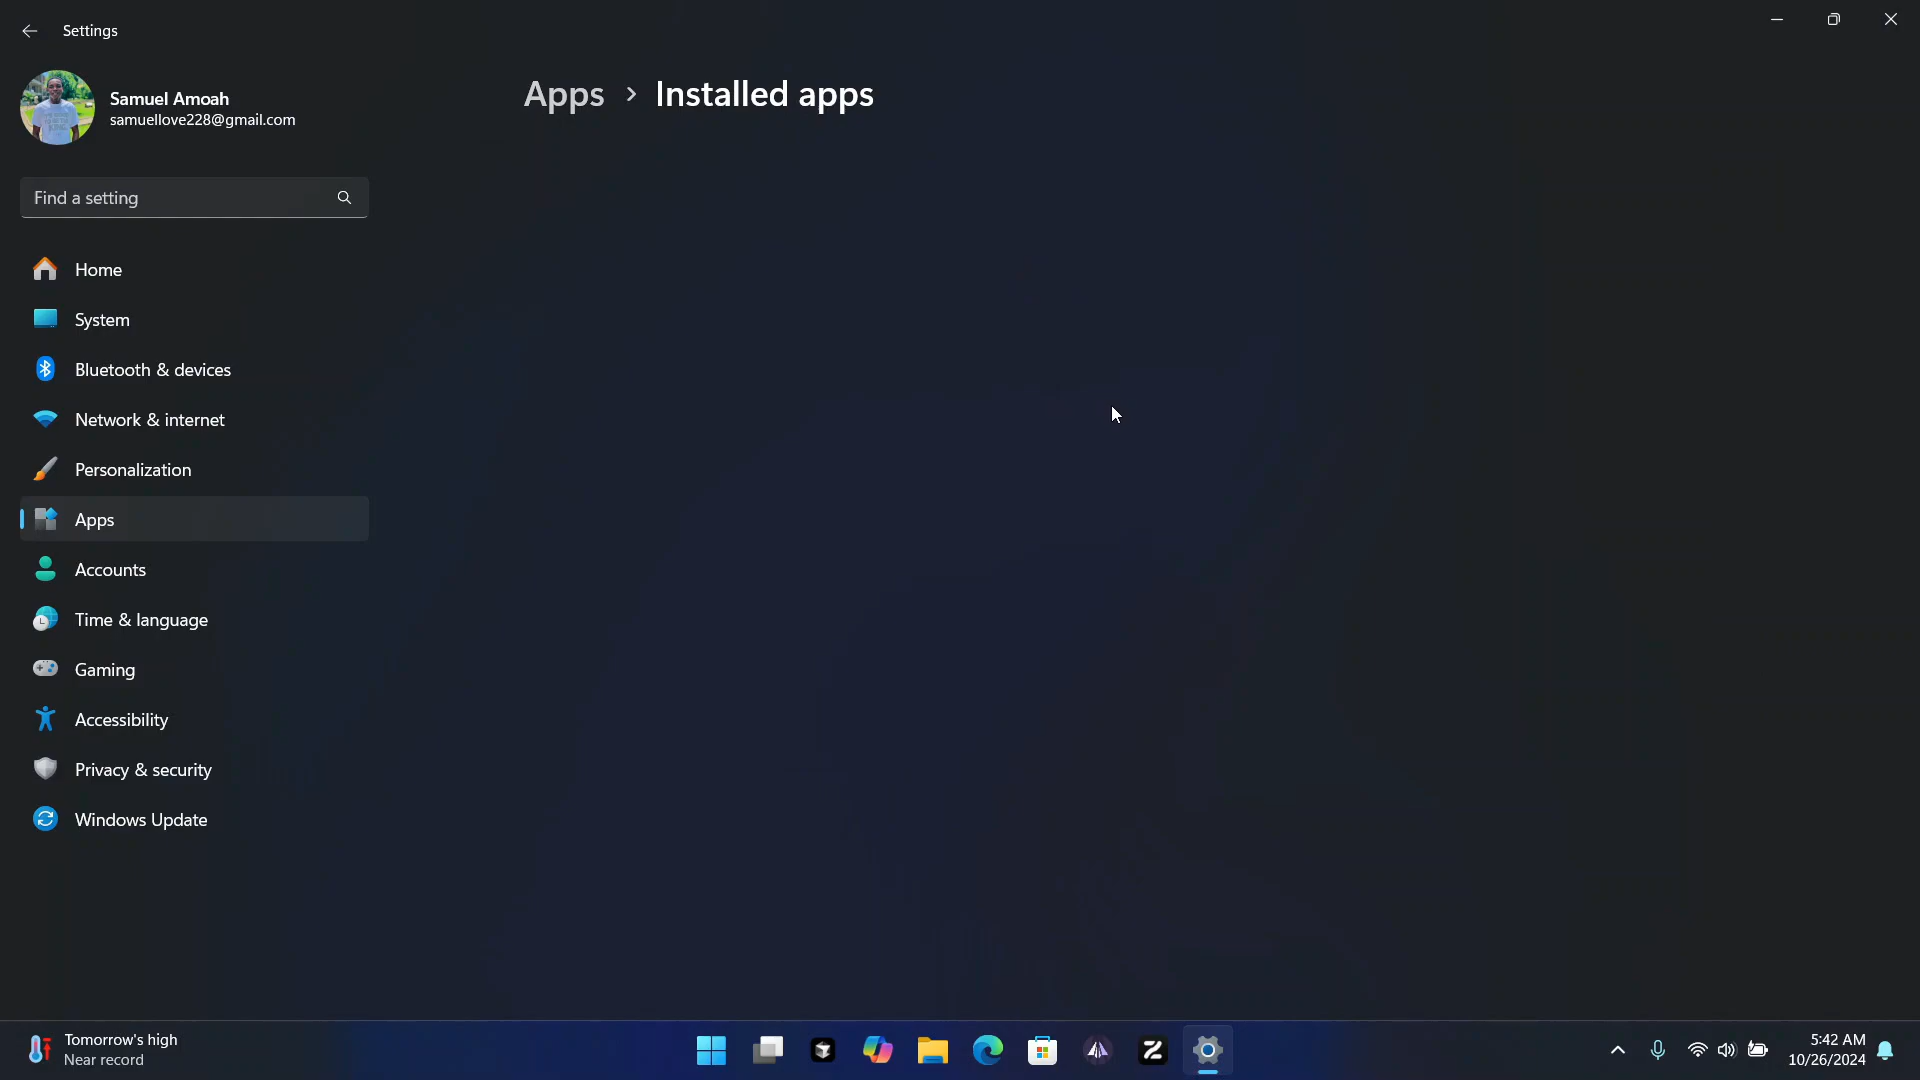 Settings
Samuel Amoah
samuellove228@gmail.com
Apps > Installed apps
Find a setting
Home
System
Bluetooth & devices
Network & internet
Personalization
Apps
Accounts
Time & language
Gaming
Accessibility
Privacy & security
Windows Update
Tomorrow's high
Near record
5:42 AM
10/26/2024